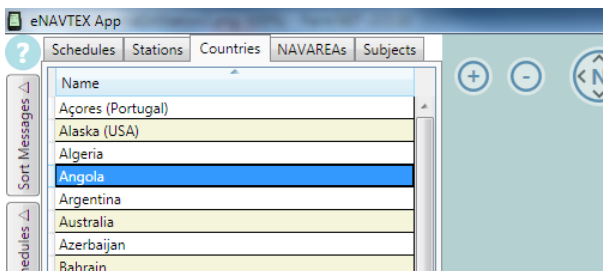 eNAVTEX App
?
Schedules Stations Countries NAVAREAs Subjects
Name
Açores (Portugal)
Alaska (USA)
Algeria
Angola
Argentina
Australia
Azerbaijan
Bahrain
Sort Messages
+ - N